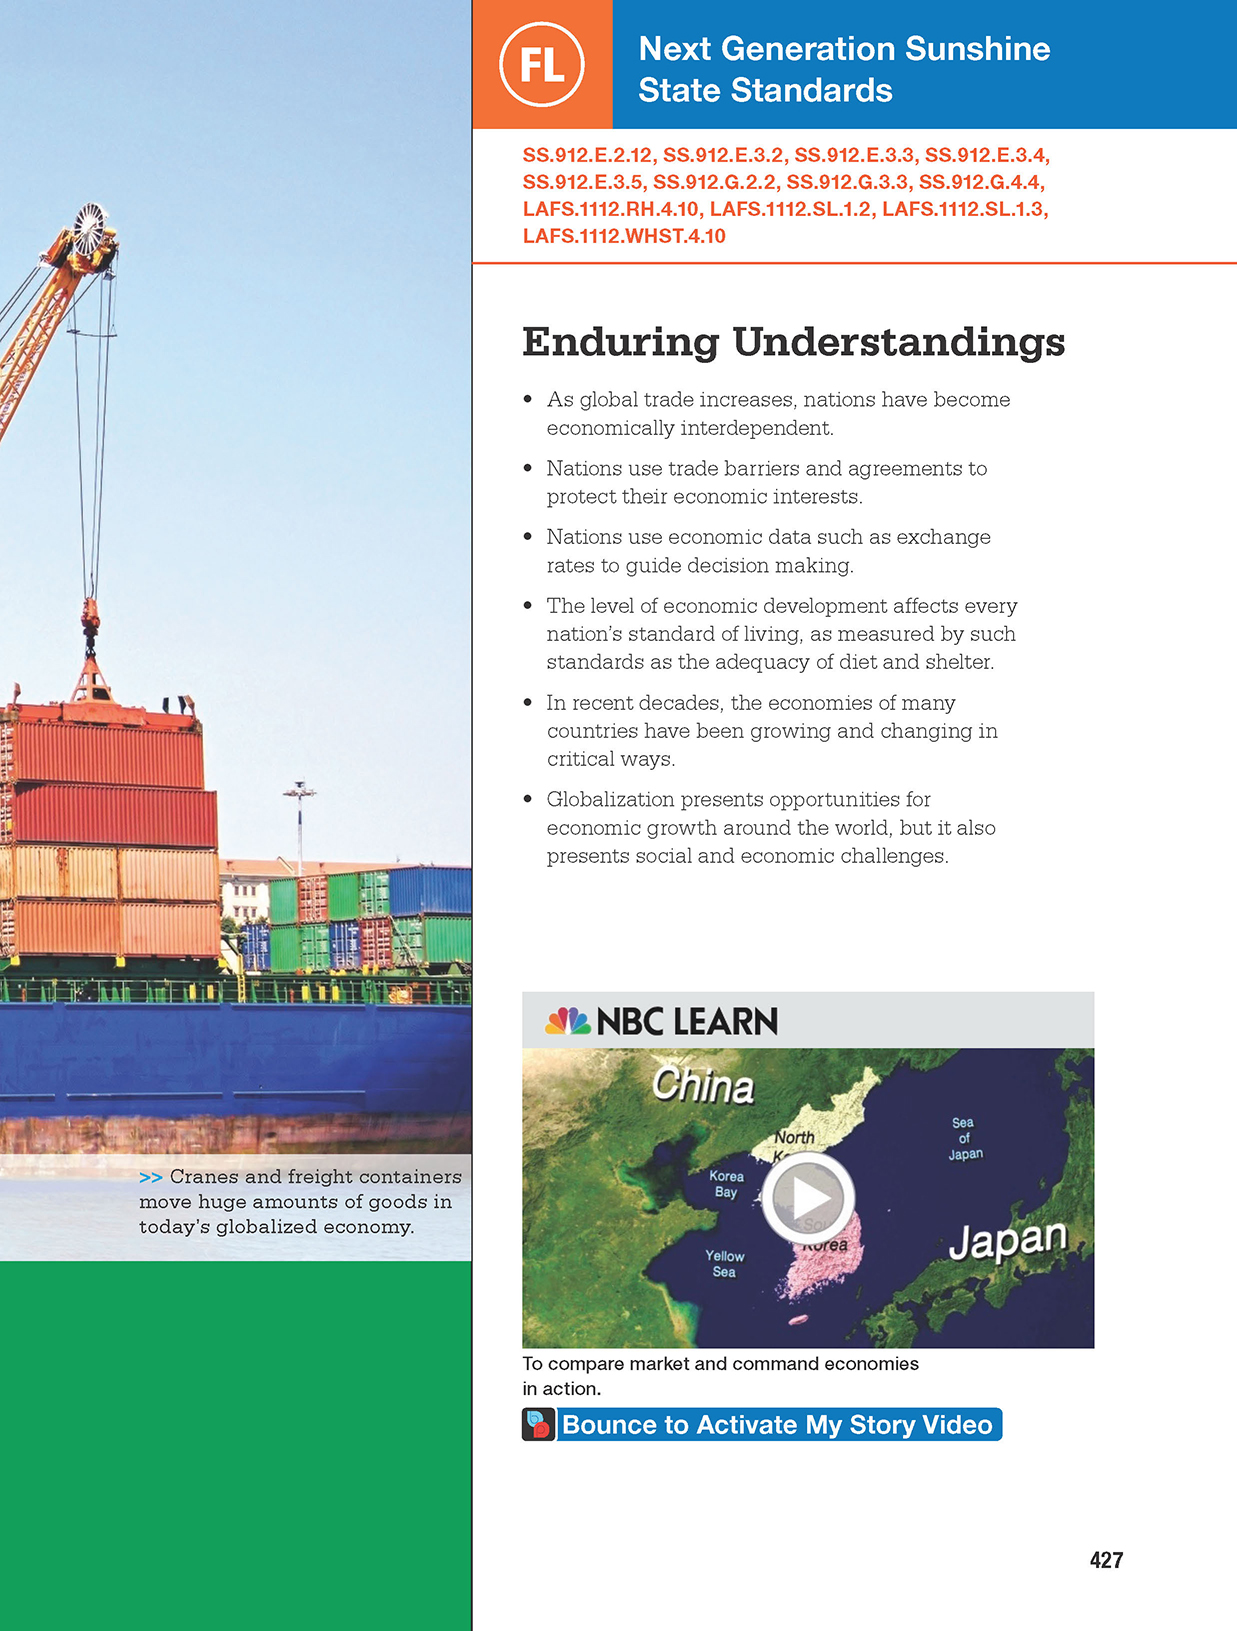 FL
Next Generation Sunshine
State Standards
SS.912.E.2.12, SS.912.E.3.2, SS.912.E.3.3, SS.912.E.3.4,
SS.912.E.3.5, SS.912.G.2.2, SS.912.G.3.3, SS.912.G.4.4,
LAFS.1112.RH.4.10, LAFS.1112.SL.1.2, LAFS.1112.SL.1.3,
LAFS.1112.WHST.4.10
Enduring Understandings
• As global trade increases, nations have become
economically interdependent.
• Nations use trade barriers and agreements to
protect their economic interests.
• Nations use economic data such as exchange
rates to guide decision making.
• The level of economic development affects every
nation's standard of living, as measured by such
standards as the adequacy of diet and shelter.
• In recent decades, the economies of many
countries have been growing and changing in
critical ways.
• Globalization presents opportunities for
economic growth around the world, but it also
presents social and economic challenges.
>> Cranes and freight containers
move huge amounts of goods in
today's globalized economy.
NBC LEARN
China
North
Korea
Bay
Sea
of
Japan
Yellow
Sea
South
Korea
Japan
To compare market and command economies
in action.
Bounce to Activate My Story Video
427